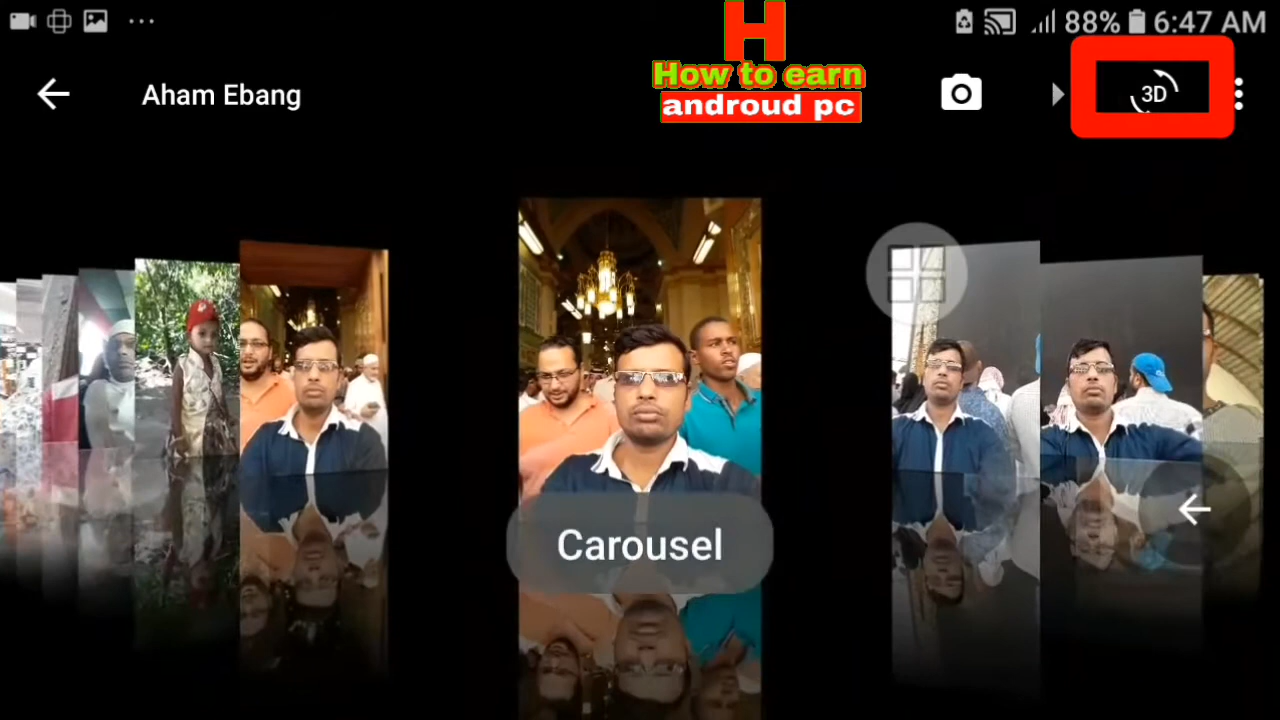 88% 6:47 AM
H
How to earn
androud pc
Aham Ebang
3D
Carousel